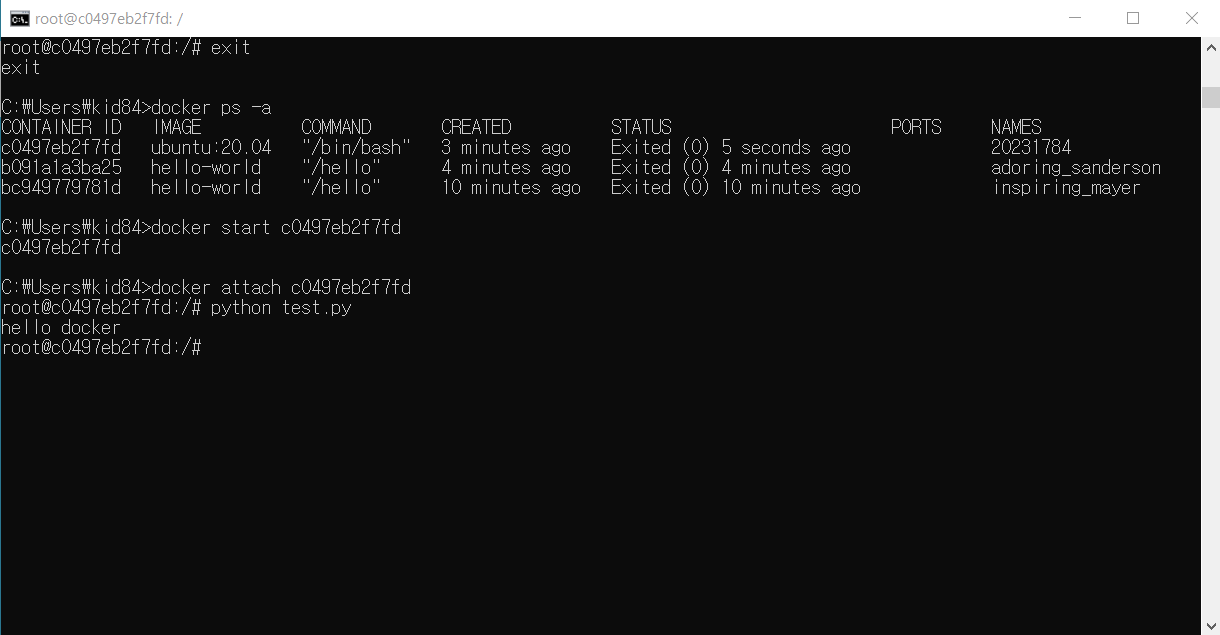 root@c0497eb2f7fd: /
root@c0497eb2f7fd:/# exit
exit
C:₩Users₩kid84>docker ps -a
CONTAINER ID   IMAGE          COMMAND       CREATED          STATUS                      PORTS     NAMES
c0497eb2f7fd   ubuntu:20.04   "/bin/bash"   3 minutes ago    Exited (0) 5 seconds ago              20231784
b091a1a3ba25   hello-world    "/hello"      4 minutes ago    Exited (0) 4 minutes ago              adoring_sanderson
bc949779781d   hello-world    "/hello"      10 minutes ago   Exited (0) 10 minutes ago             inspiring_mayer
C:₩Users₩kid84>docker start c0497eb2f7fd
c0497eb2f7fd
C:₩Users₩kid84>docker attach c0497eb2f7fd
root@c0497eb2f7fd:/# python test.py
hello docker
root@c0497eb2f7fd:/#